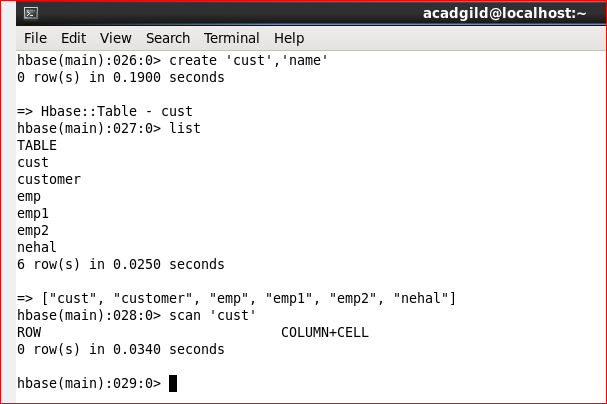 acadgild@localhost:~
File Edit View Search Terminal Help
hbase(main):026:0> create 'cust','name'
0 row(s) in 0.1900 seconds
=> Hbase::Table - cust
hbase(main):027:0> list
TABLE
cust
customer
emp
emp1
emp2
nehal
6 row(s) in 0.0250 seconds
=> ["cust", "customer", "emp", "emp1", "emp2", "nehal"]
hbase(main):028:0> scan 'cust'
ROW COLUMN+CELL
0 row(s) in 0.0340 seconds
hbase(main):029:0>